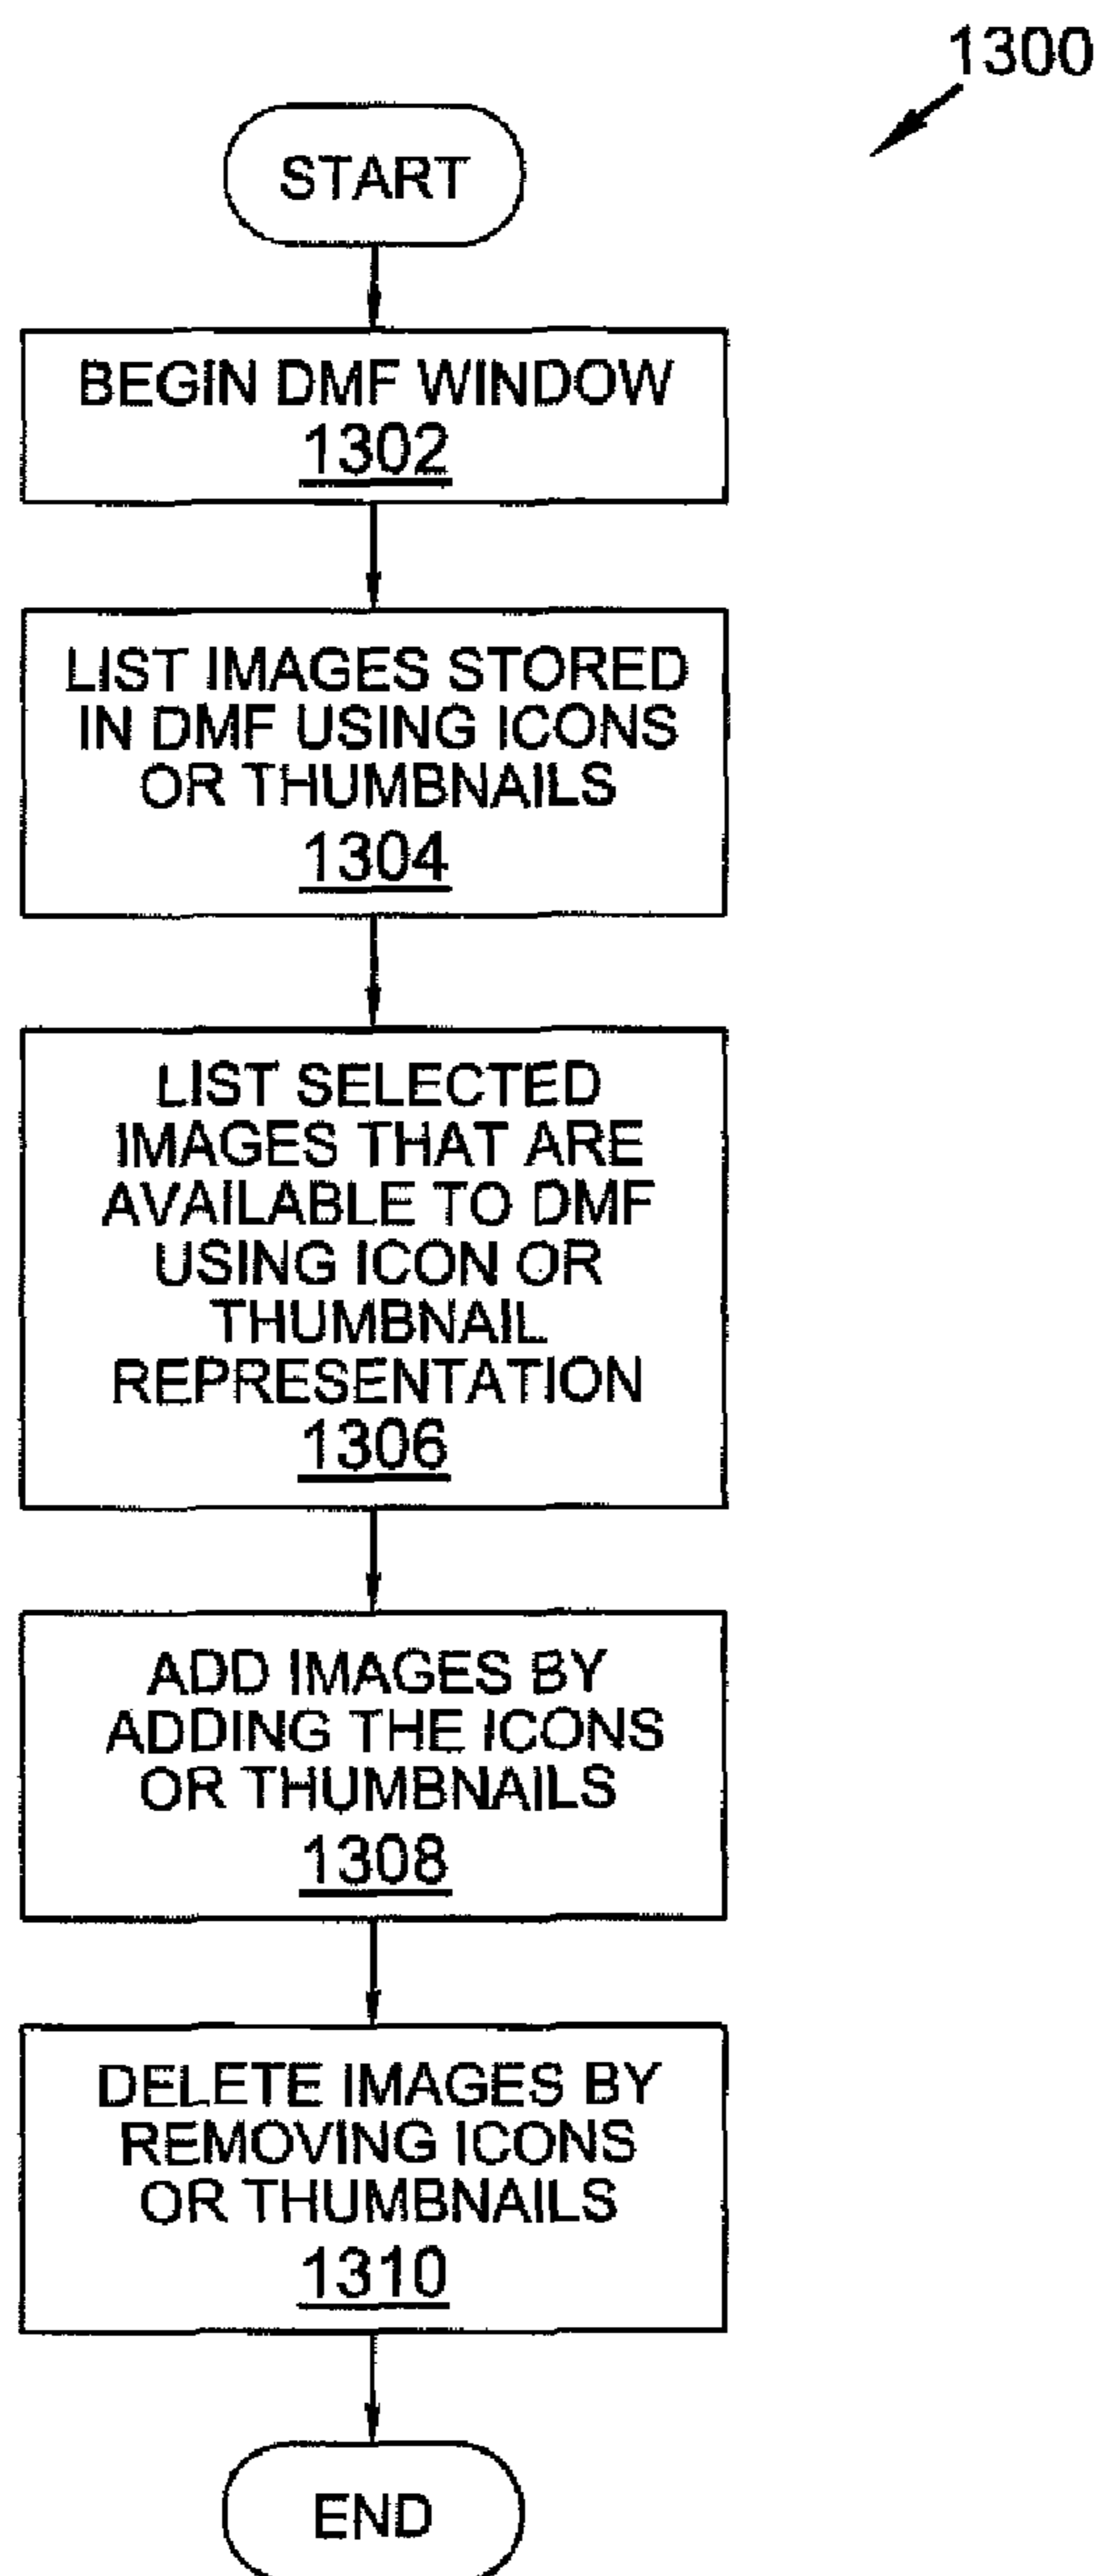 1300
START
BEGIN DMF WINDOW
1302
LIST IMAGES STORED
IN DMF USING ICONS
OR THUMBNAILS
1304
LIST SELECTED
IMAGES THAT ARE
AVAILABLE TO DMF
USING ICON OR
THUMBNAIL
REPRESENTATION
1306
ADD IMAGES BY
ADDING THE ICONS
OR THUMBNAILS
1308
DELETE IMAGES BY
REMOVING ICONS
OR THUMBNAILS
1310
END